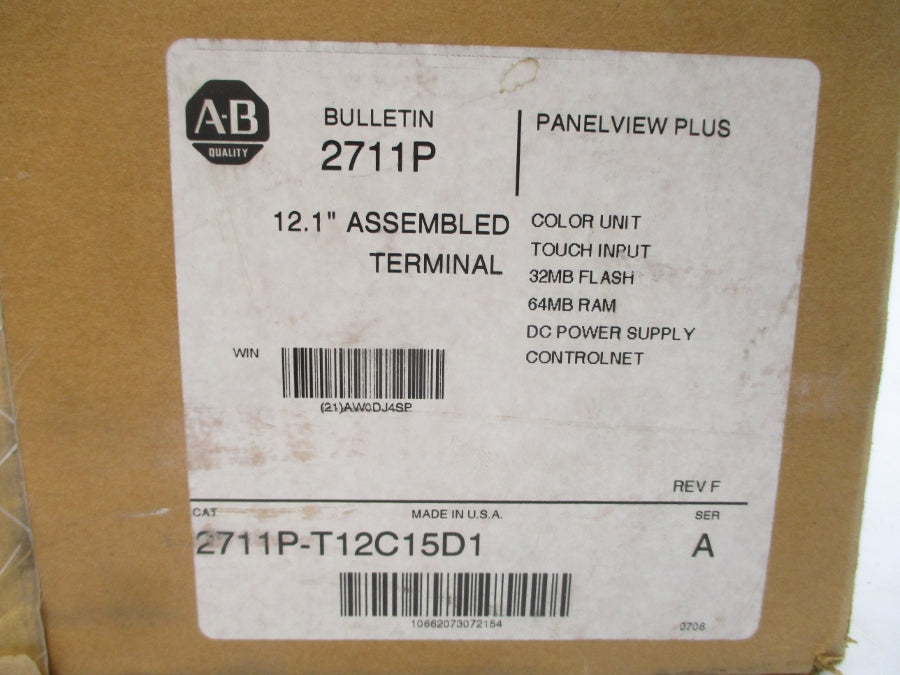 A·B
QUALITY
BULLETIN
2711P
PANELVIEW PLUS
12.1" ASSEMBLED
TERMINAL
COLOR UNIT
TOUCH INPUT
32MB FLASH
64MB RAM
DC POWER SUPPLY
CONTROLNET
WIN
(21)AW0DJ4SP
REV F
CAT
MADE IN U.S.A.
SER
2711P-T12C15D1
A
10662073072154
0706